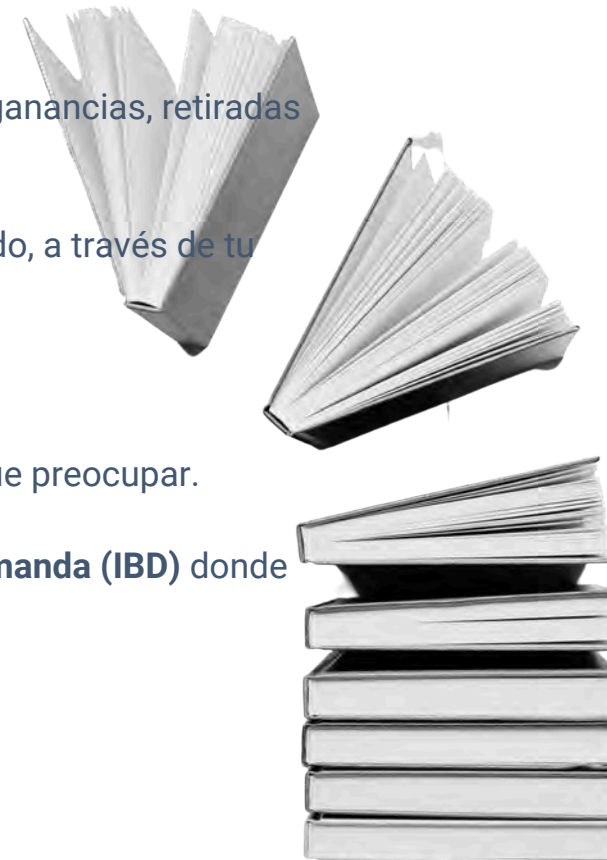 ganancias, retiradas
do, a través de tu
ue preocupar.
manda (IBD) donde